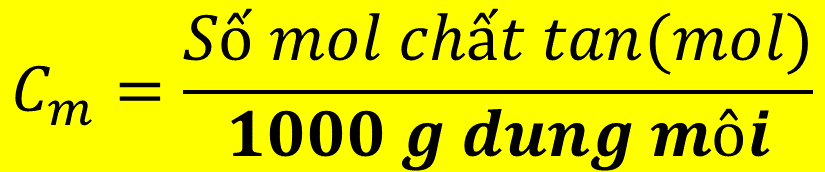 Số mol chất tan(mol)
C_m =
1000 g dung môi